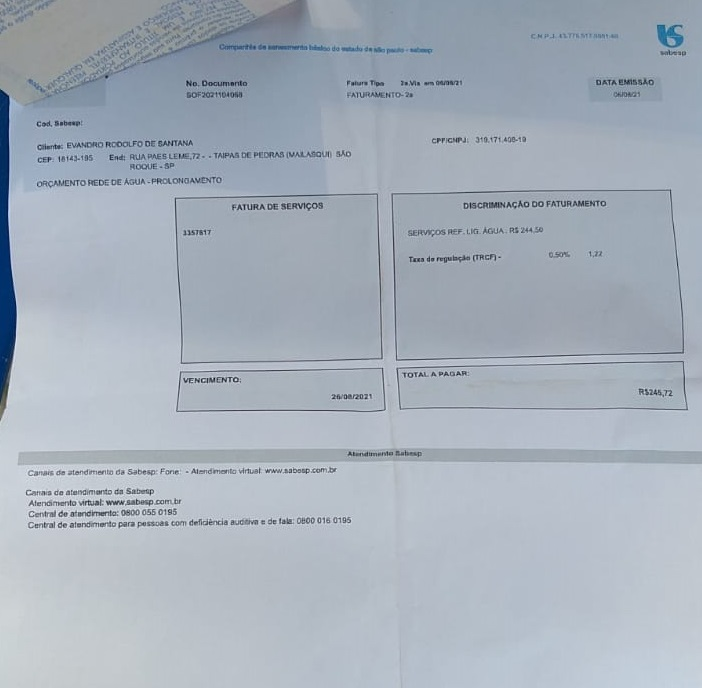 C.N.P.J. 43.776.517.0001-80
sabesp
Companhia de saneamento básico do estado de são paulo - sabesp
No. Documento
Fatura Tipo 2a.Via em 06/08/21
DATA EMISSÃO
FATURAMENTO- 2a
06/08/21
Cod. Sabesp:
Cliente: EVANDRO RODOLFO DE SANTANA
CPF/CNPJ: 319.171.408-19
CEP: 18143-195 End: RUA PAES LEME,72 - - TAIPAS DE PEDRAS (MAILASQUI) SÃO
ROQUE - SP
ORÇAMENTO REDE DE ÁGUA - PROLONGAMENTO
FATURA DE SERVIÇOS
3357817
DISCRIMINAÇÃO DO FATURAMENTO
SERVIÇOS REF. LIG. ÁGUA: R$ 244,50
Taxa de regulação (TRCF) - 0,50% 1,22
VENCIMENTO:
26/08/2021
TOTAL A PAGAR:
R$245,72
Atendimento Sabesp
Canais de atendimento da Sabesp: Fone: - Atendimento virtual: www.sabesp.com.br
Canais de atendimento da Sabesp
Atendimento virtual: www.sabesp.com.br
Central de atendimento: 0800 055 0195
Central de atendimento para pessoas com deficiência auditiva e de fala: 0800 016 0195